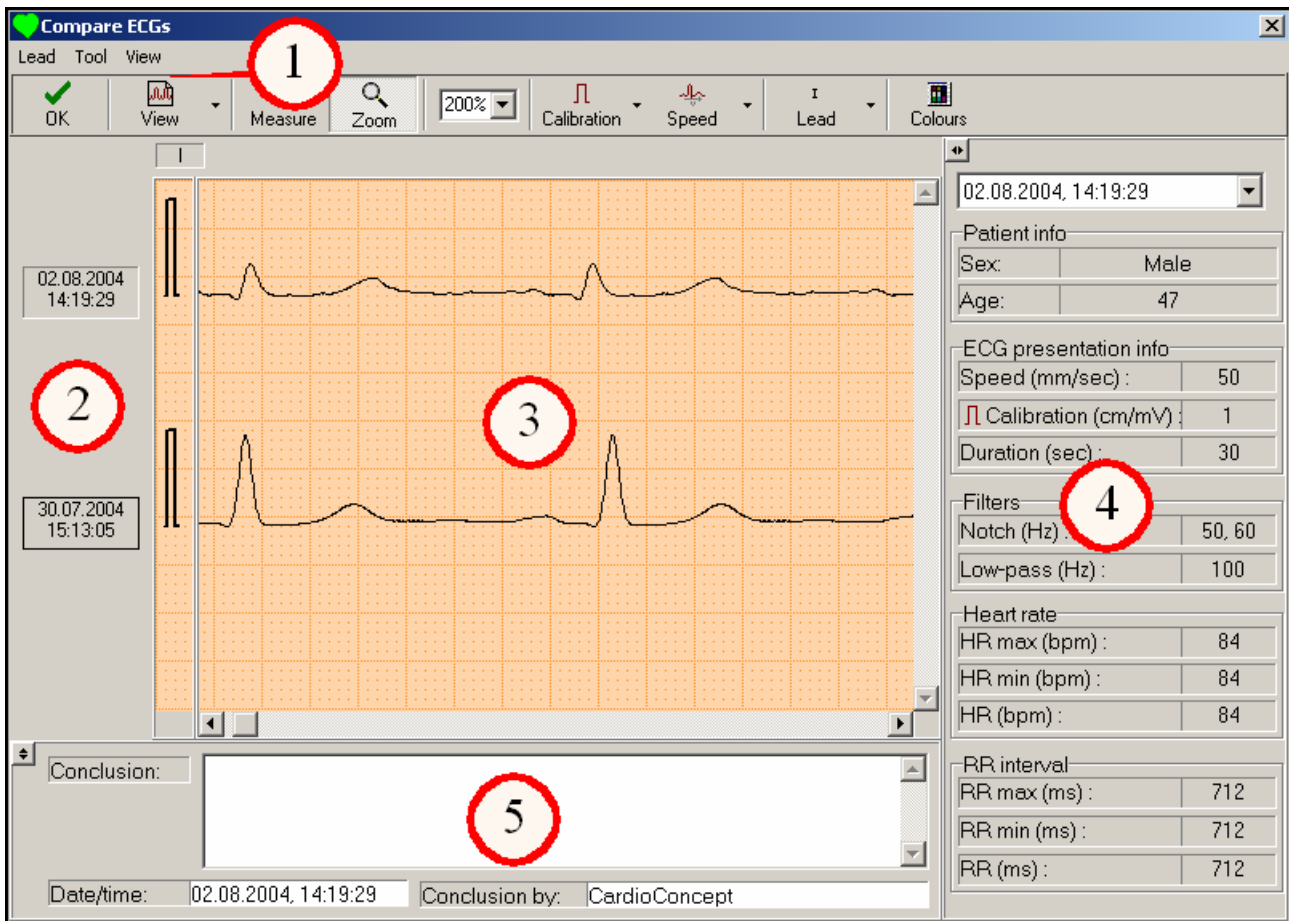 Compare ECGs
Lead Tool View
1
OK View Measure Zoom 200% Calibration Speed I Lead Colours
I
02.08.2004
14:19:29
2
30.07.2004
15:13:05
3
02.08.2004, 14:19:29
Patient info
Sex: Male
Age: 47
ECG presentation info
Speed (mm/sec) : 50
Calibration (cm/mV) : 1
Duration (sec) : 30
4
Filters
Notch (Hz) : 50, 60
Low-pass (Hz) : 100
Heart rate
HR max (bpm) : 84
HR min (bpm) : 84
HR (bpm) : 84
RR interval
RR max (ms) : 712
RR min (ms) : 712
RR (ms) : 712
Conclusion:
5
Date/time: 02.08.2004, 14:19:29 Conclusion by: CardioConcept